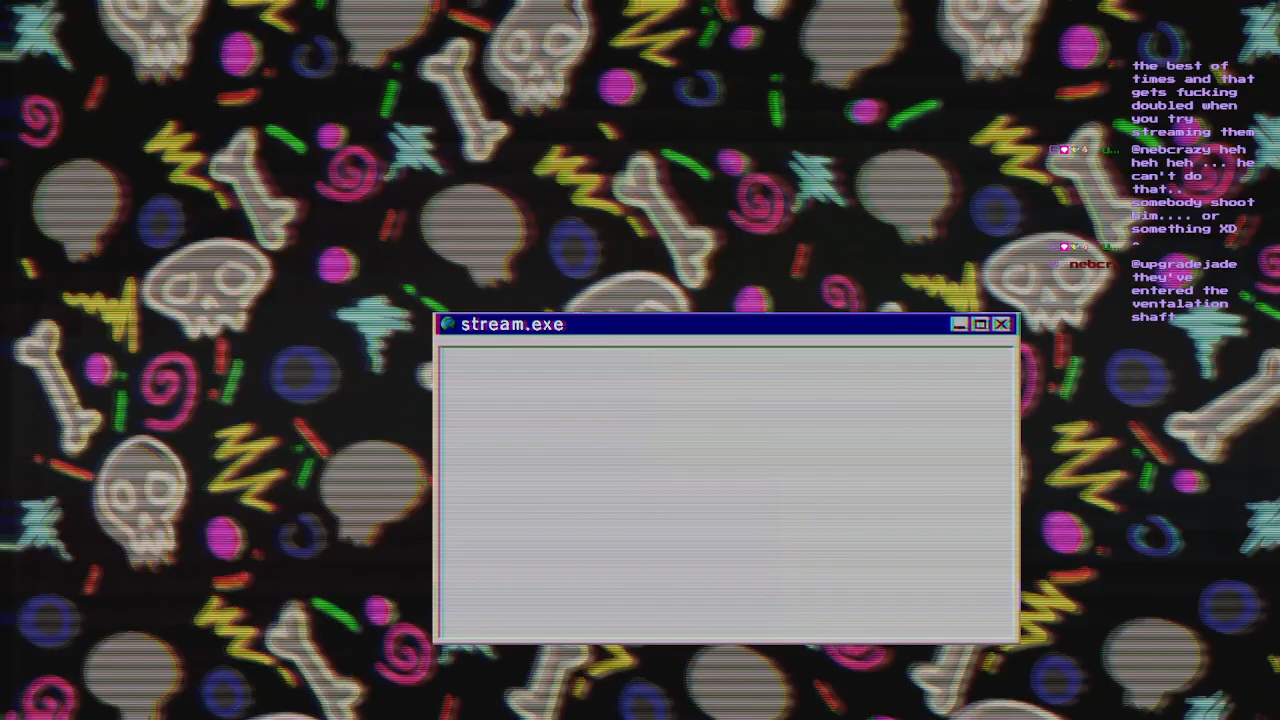 the best of
times and that
gets fucking
doubled when
you try
streaming them
@nebcrazy heh
heh heh ... he
can't do
that..
somebody shoot
him.... or
something XD
^
nebcr... @upgradejade
they've
entered the
ventalation
shaft
stream.exe